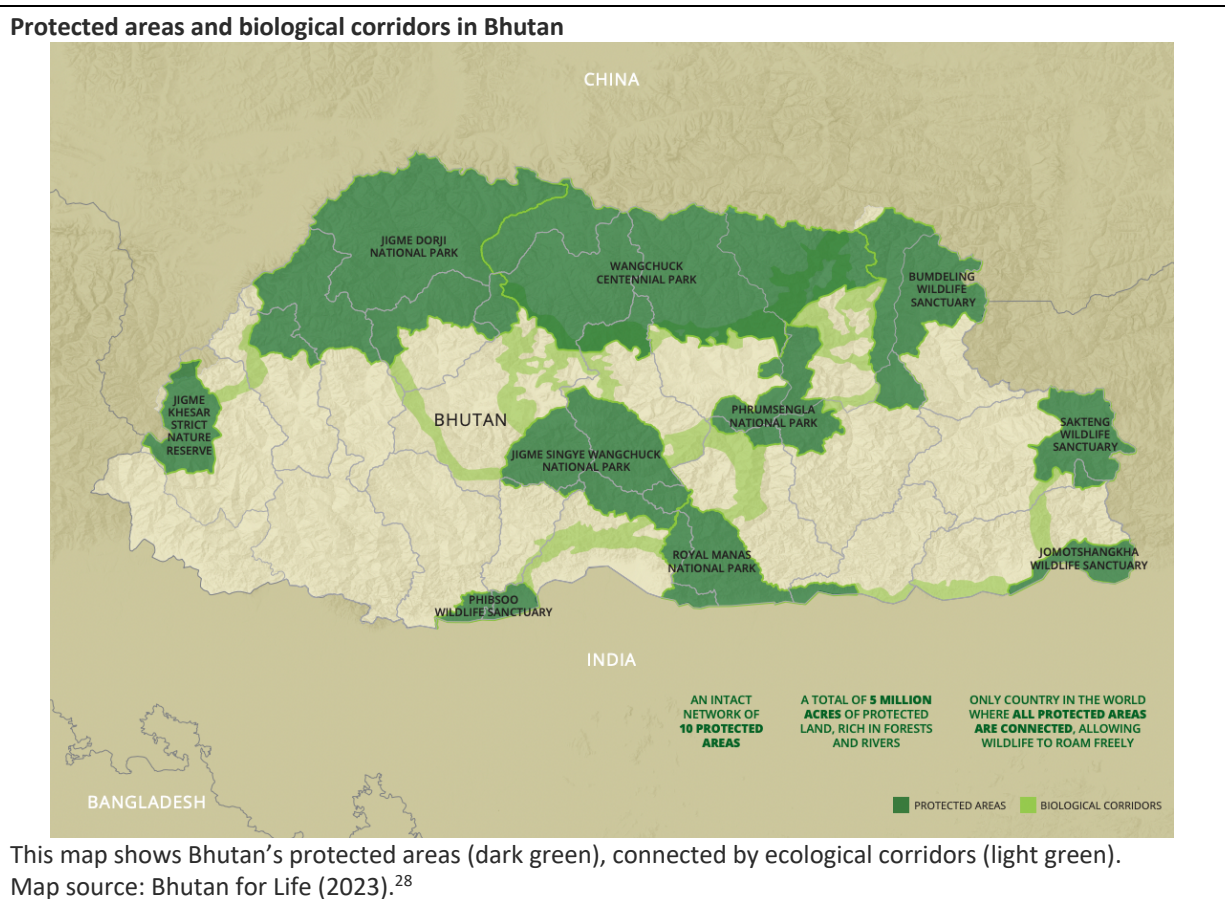 Protected areas and biological corridors in Bhutan
CHINA
JIGME DORJI
NATIONAL PARK
WANGCHUCK
CENTENNIAL PARK
BUMDELING
WILDLIFE
SANCTUARY
JIGME
KHESAR
STRICT
NATURE
RESERVE
BHUTAN
PHRUMSENGLA
NATIONAL PARK
SAKTENG
WILDLIFE
SANCTUARY
JIGME SINGYE WANGCHUCK
NATIONAL PARK
ROYAL MANAS
NATIONAL PARK
JOMOTSHANGKHA
WILDLIFE SANCTUARY
PHIBSOO
WILDLIFE SANCTUARY
INDIA
AN INTACT
NETWORK OF
10 PROTECTED
AREAS
A TOTAL OF 5 MILLION
ACRES OF PROTECTED
LAND, RICH IN FORESTS
AND RIVERS
ONLY COUNTRY IN THE WORLD
WHERE ALL PROTECTED AREAS
ARE CONNECTED, ALLOWING
WILDLIFE TO ROAM FREELY
BANGLADESH
PROTECTED AREAS
BIOLOGICAL CORRIDORS
This map shows Bhutan’s protected areas (dark green), connected by ecological corridors (light green).
Map source: Bhutan for Life (2023).28